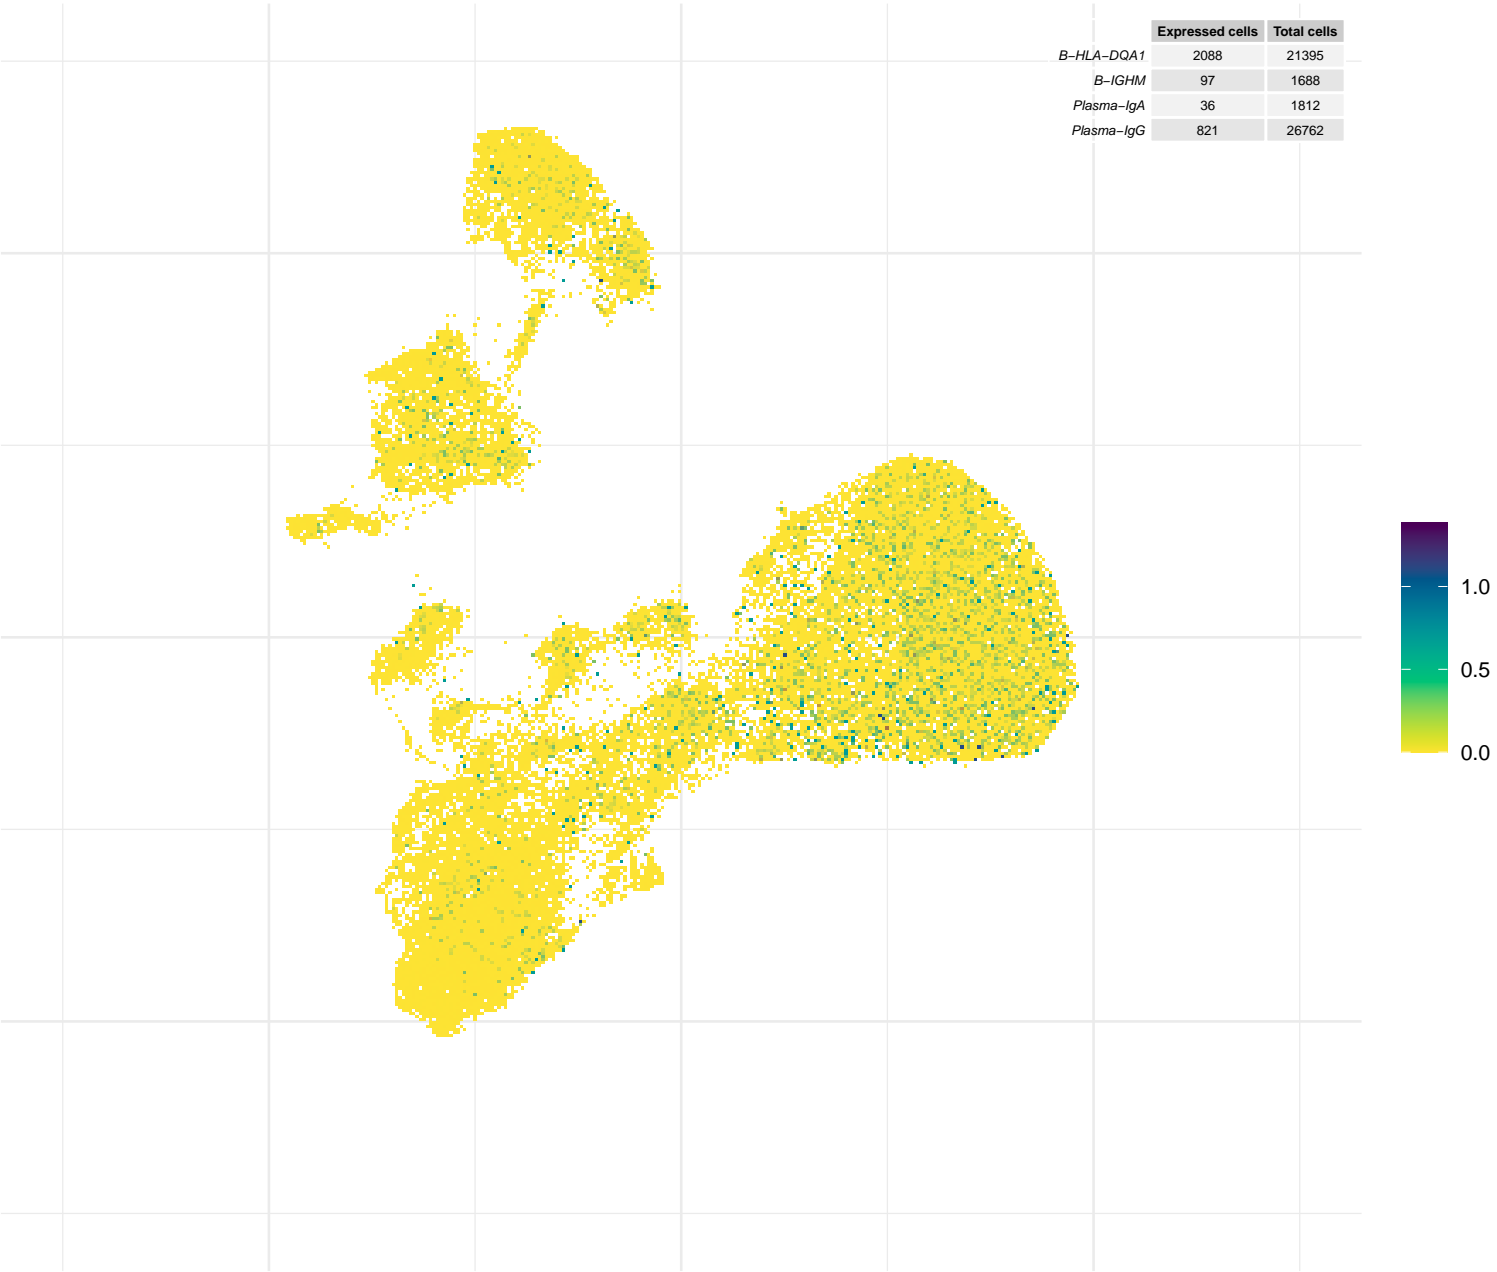 Expressed cells Total cells
B-HLA-DQA1 2088 21395
B-IGHM 97 1688
Plasma-IgA 36 1812
Plasma-IgG 821 26762
1.0
0.5
0.0